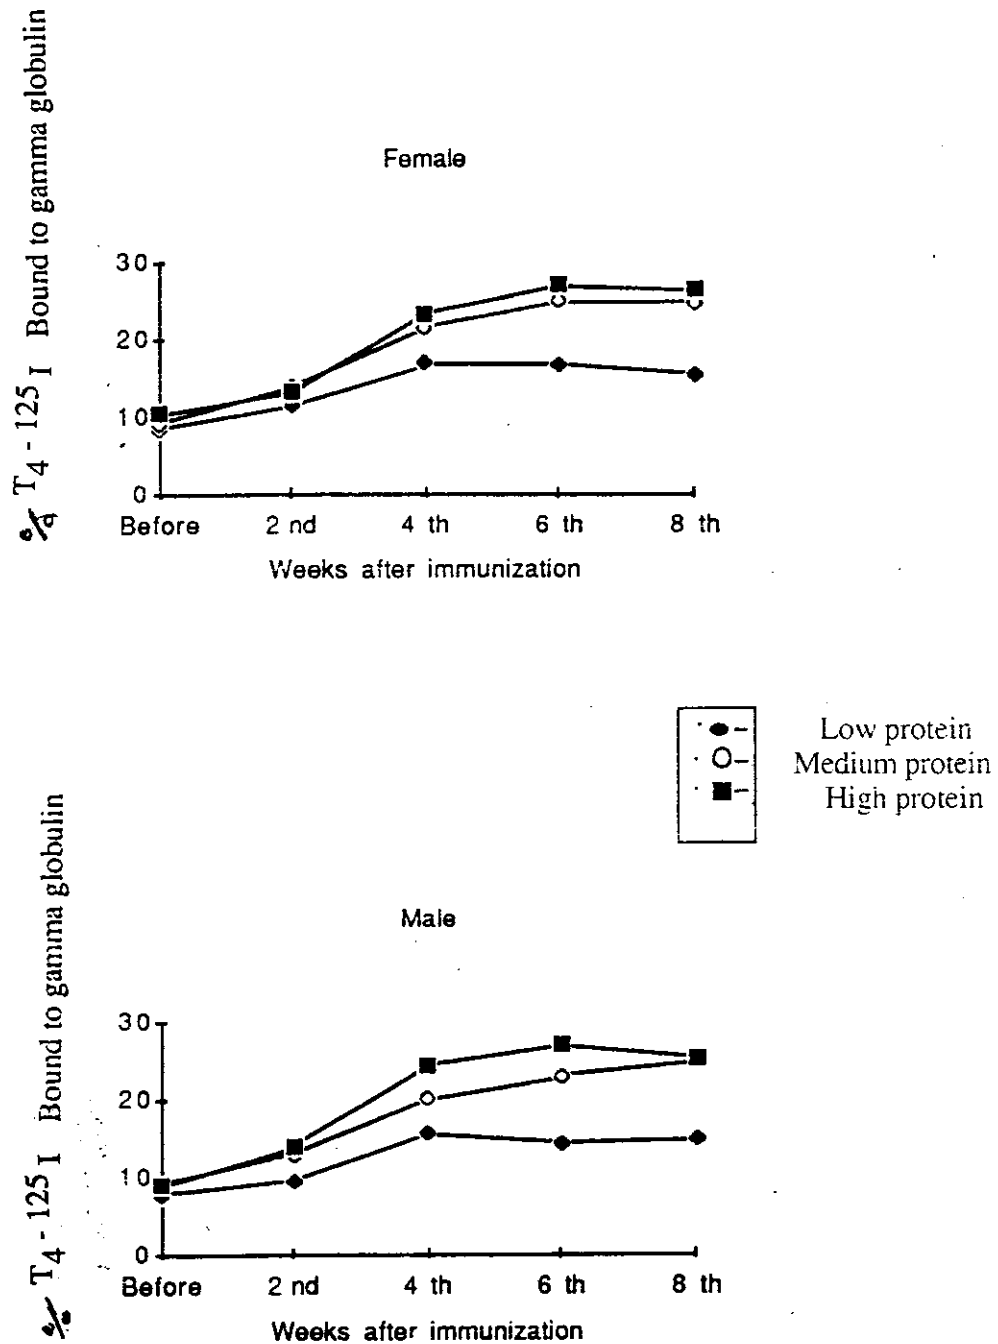 Female
% T4 - 125 I Bound to gamma globulin
30
20
10
0
Before 2 nd 4 th 6 th 8 th
Weeks after immunization
Low protein
Medium protein
High protein
Male
% T4 - 125 I Bound to gamma globulin
30
20
10
0
Before 2 nd 4 th 6 th 8 th
Weeks after immunization